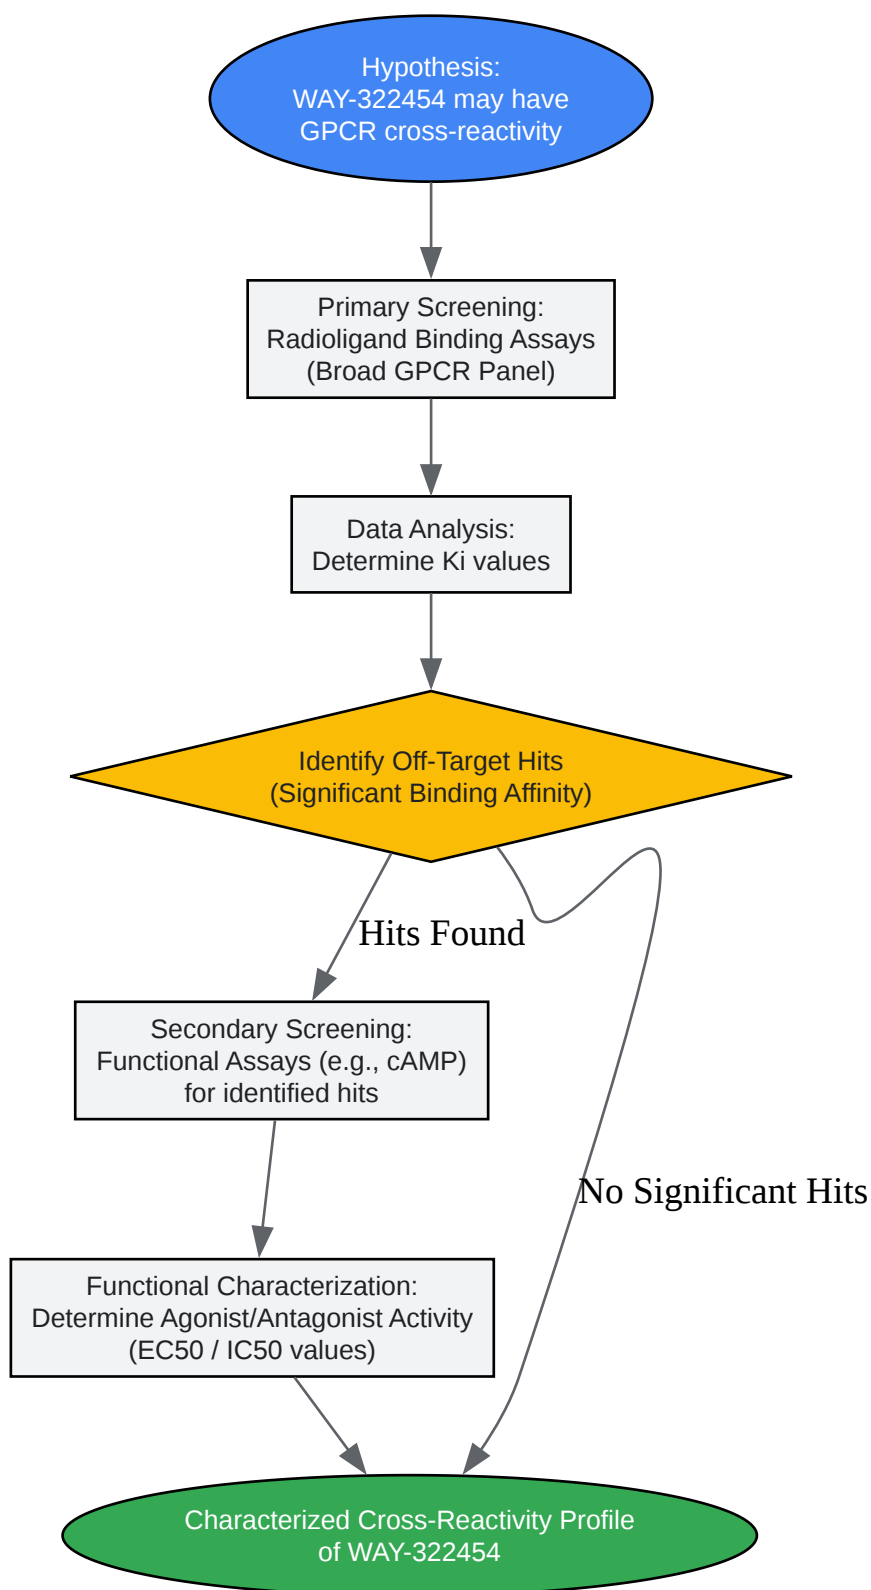 Hypothesis:
WAY-322454 may have
GPCR cross-reactivity
Primary Screening:
Radioligand Binding Assays
(Broad GPCR Panel)
Data Analysis:
Determine Ki values
Identify Off-Target Hits
(Significant Binding Affinity)
Hits Found
Secondary Screening:
Functional Assays (e.g., cAMP)
for identified hits
No Significant Hits
Functional Characterization:
Determine Agonist/Antagonist Activity
(EC50 / IC50 values)
Characterized Cross-Reactivity Profile
of WAY-322454